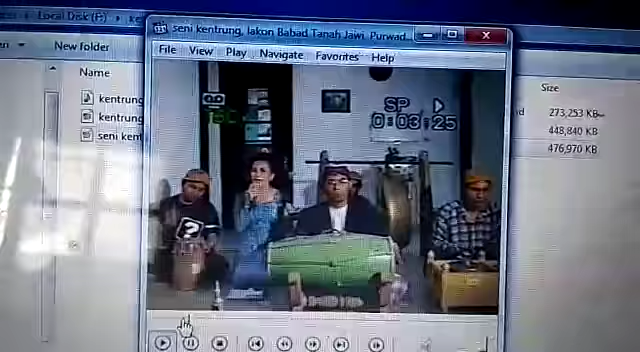 Local Disk (F:)
seni kentrung, lakon Babad Tanah Jawi Purwad
New folder
File View Play Navigate Favorites Help
Name
Size
kentrung
kentrung
seni kent
273,253 KB
448,840 KB
476,970 KB
SP
0:03:25
?